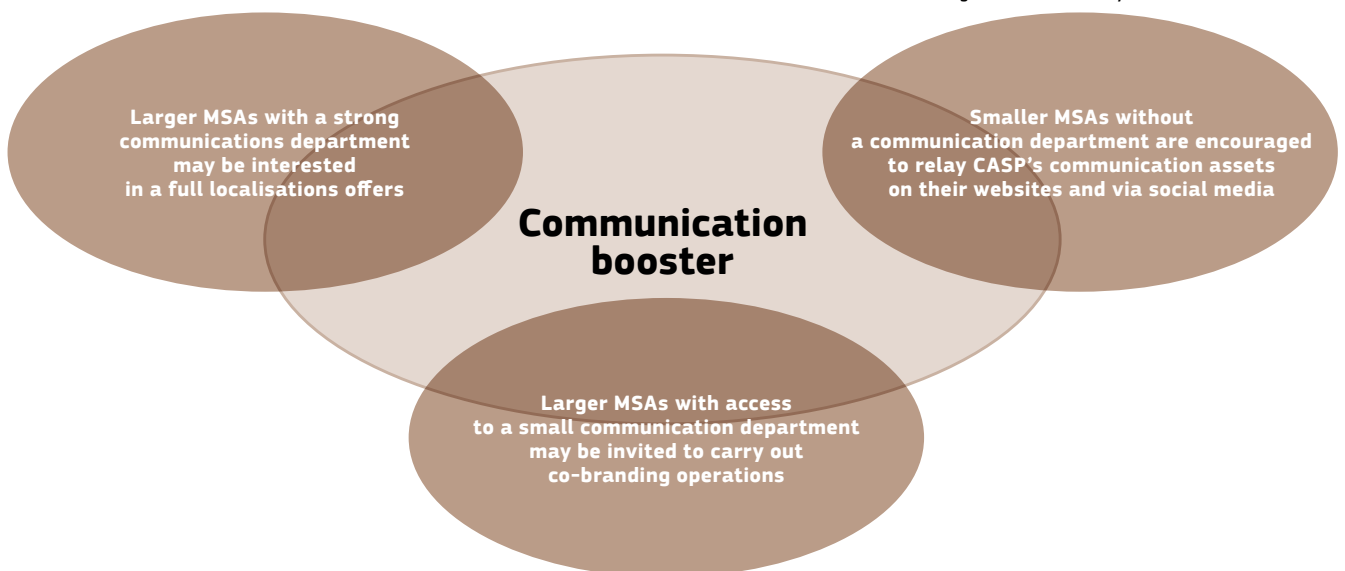 Larger MSAs with a strong
communications department
may be interested
in a full localisations offers
Smaller MSAs without
a communication department are encouraged
to relay CASP’s communication assets
on their websites and via social media
Communication
booster
Larger MSAs with access
to a small communication department
may be invited to carry out
co-branding operations